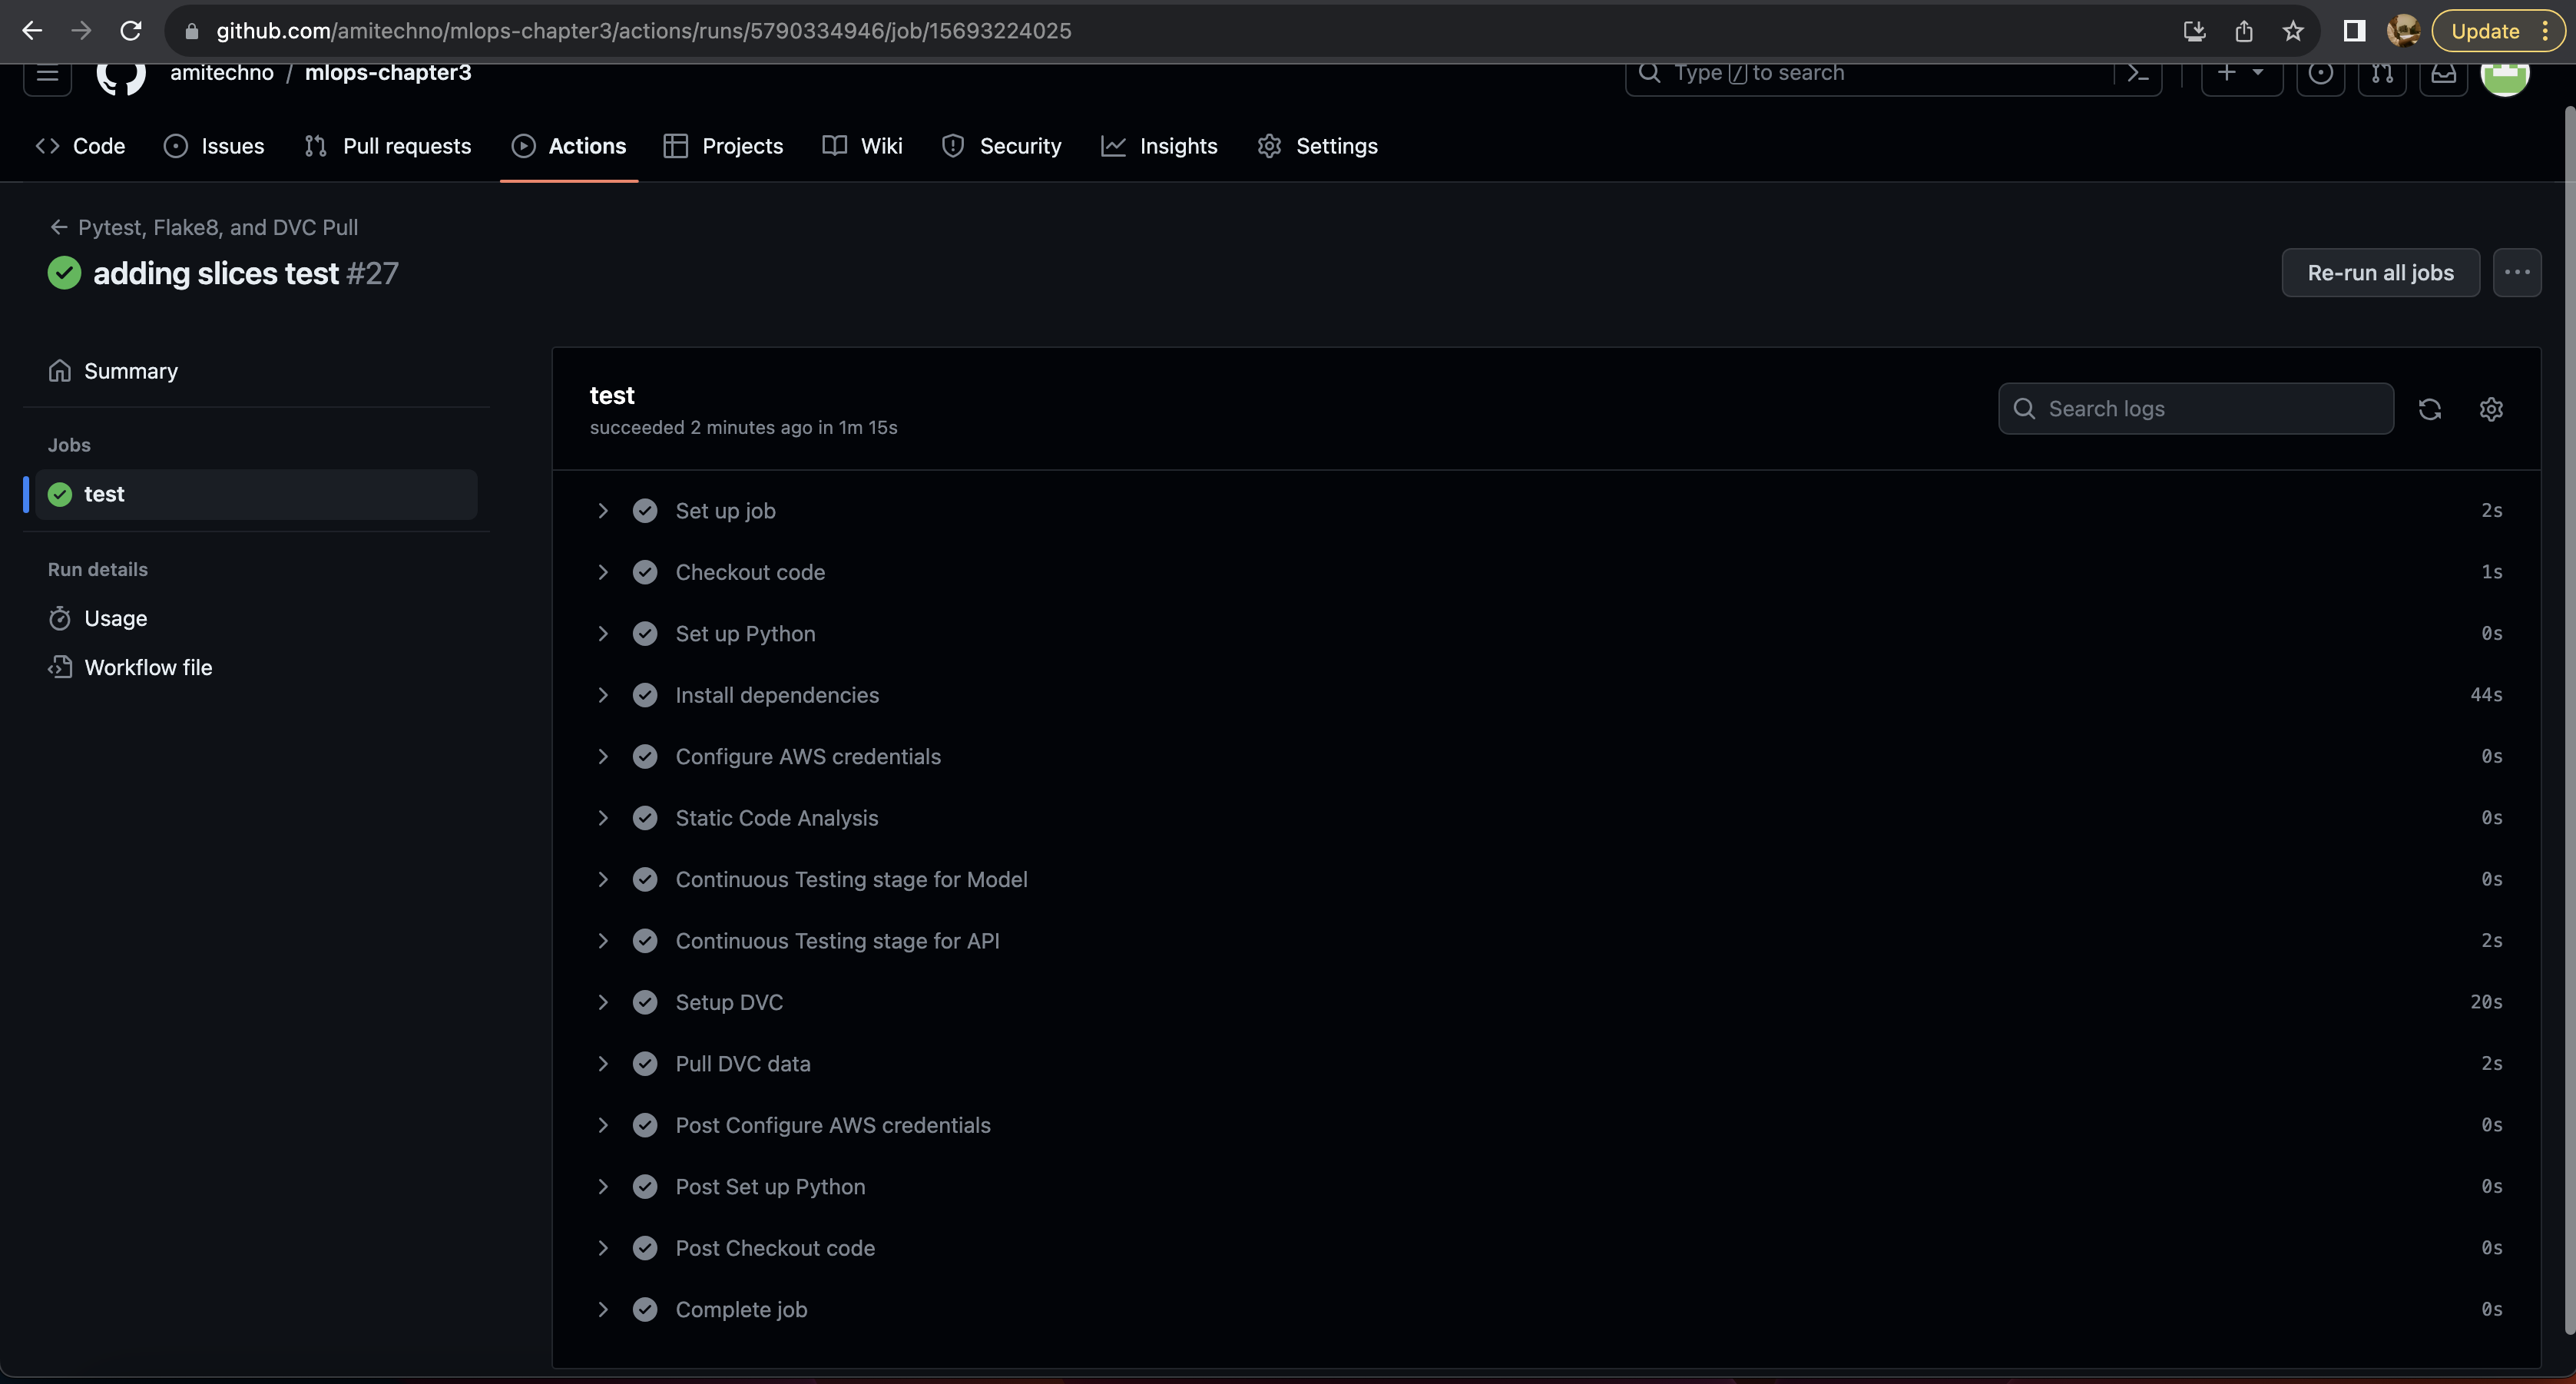 github.com/amitechno/mlops-chapter3/actions/runs/5790334946/job/15693224025
Update
amitechno / mlops-chapter3
Type / to search
Code
Issues
Pull requests
Actions
Projects
Wiki
Security
Insights
Settings
Pytest, Flake8, and DVC Pull
adding slices test #27
Re-run all jobs
Summary
Jobs
test
Run details
Usage
Workflow file
test
succeeded 2 minutes ago in 1m 15s
Search logs
Set up job 2s
Checkout code 1s
Set up Python 0s
Install dependencies 44s
Configure AWS credentials 0s
Static Code Analysis 0s
Continuous Testing stage for Model 0s
Continuous Testing stage for API 2s
Setup DVC 20s
Pull DVC data 2s
Post Configure AWS credentials 0s
Post Set up Python 0s
Post Checkout code 0s
Complete job 0s